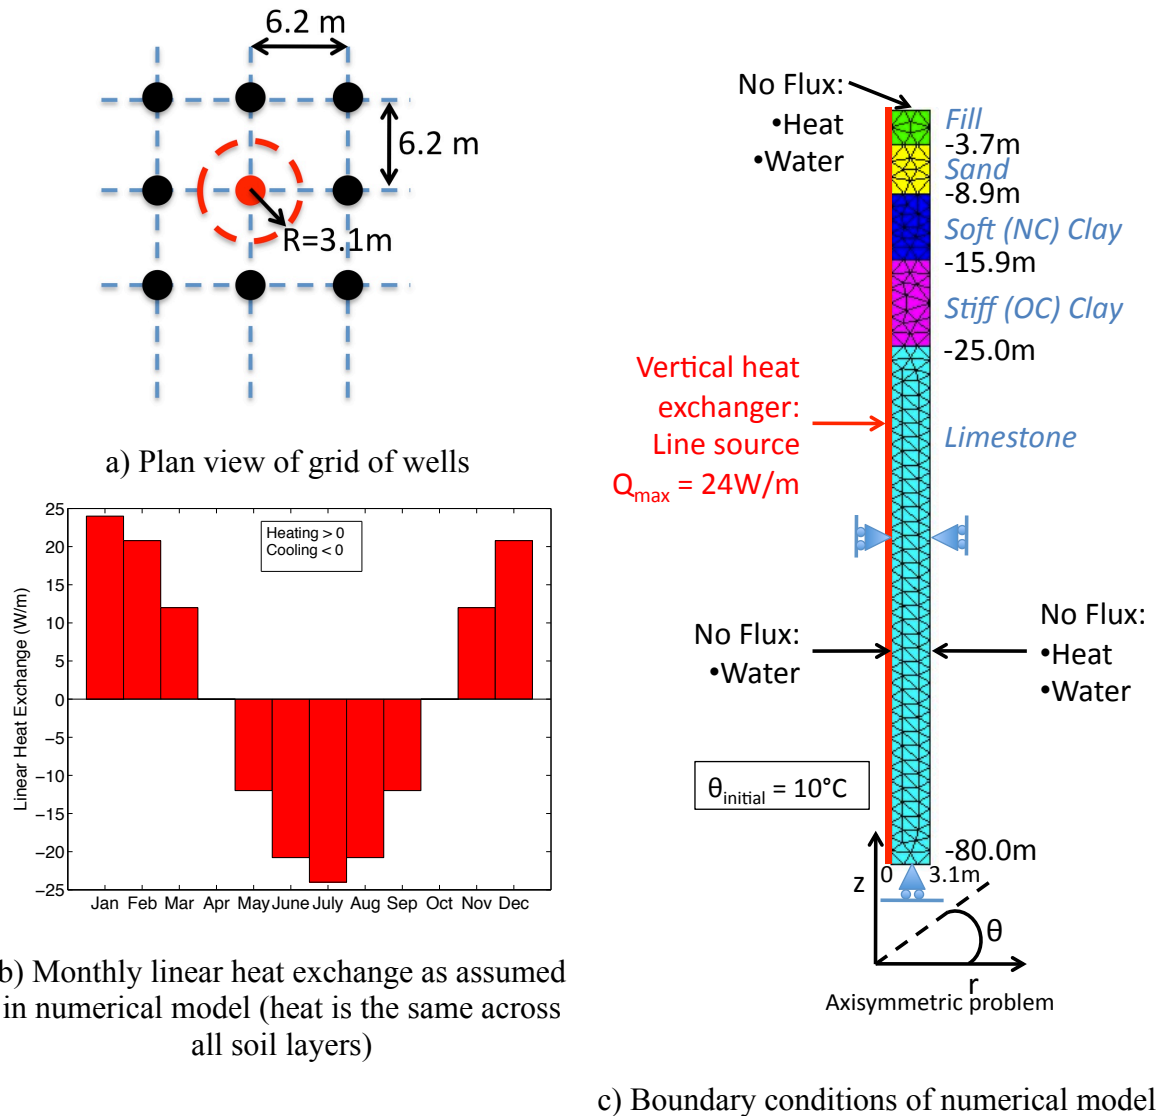 6.2 m
6.2 m
R=3.1m
a) Plan view of grid of wells
25
20
15
10
5
0
−5
−10
−15
−20
−25
Linear Heat Exchange (W/m)
Heating > 0
Cooling < 0
Jan Feb Mar Apr May June July Aug Sep Oct Nov Dec
b) Monthly linear heat exchange as assumed
in numerical model (heat is the same across
all soil layers)
No Flux:
•Heat
•Water
Fill
-3.7m
Sand
-8.9m
Soft (NC) Clay
-15.9m
Stiff (OC) Clay
-25.0m
Vertical heat
exchanger:
Line source
Qmax = 24W/m
Limestone
No Flux:
•Water
No Flux:
•Heat
•Water
θinitial = 10°C
-80.0m
0 3.1m
z
θ
r
Axisymmetric problem
c) Boundary conditions of numerical model